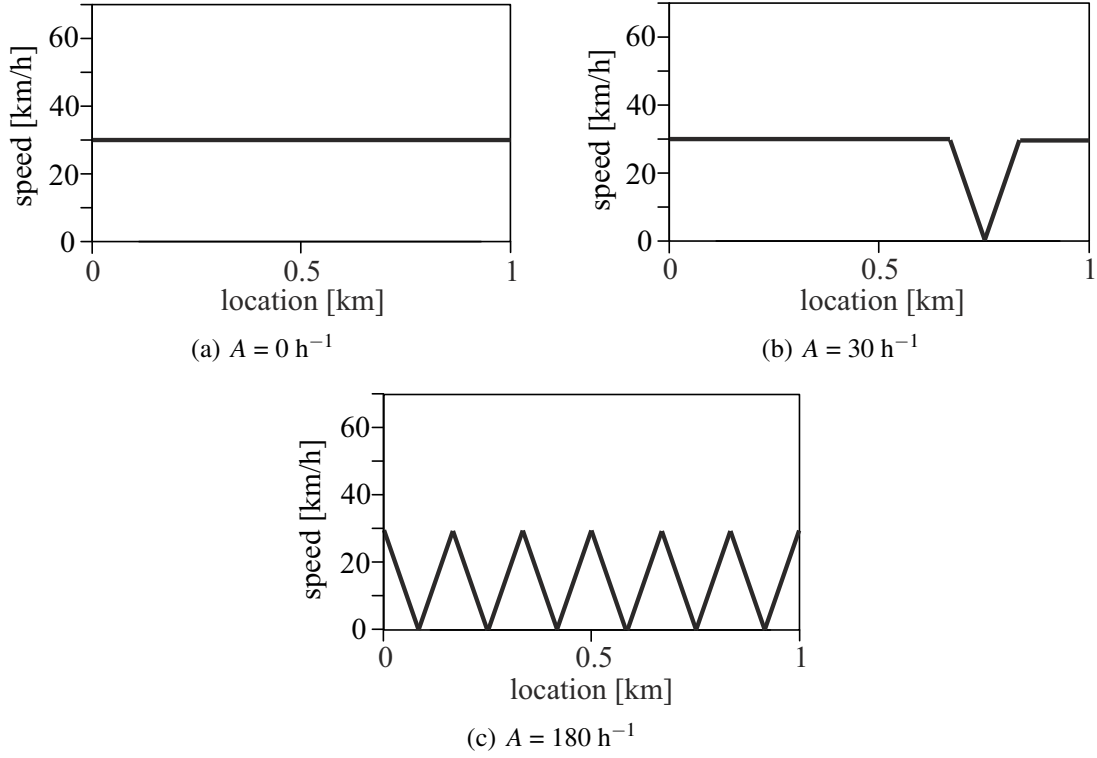 speed [km/h]
60
40
20
0
0
0.5
1
location [km]
(a) A = 0 h⁻¹
speed [km/h]
60
40
20
0
0
0.5
1
location [km]
(b) A = 30 h⁻¹
speed [km/h]
60
40
20
0
0
0.5
1
location [km]
(c) A = 180 h⁻¹